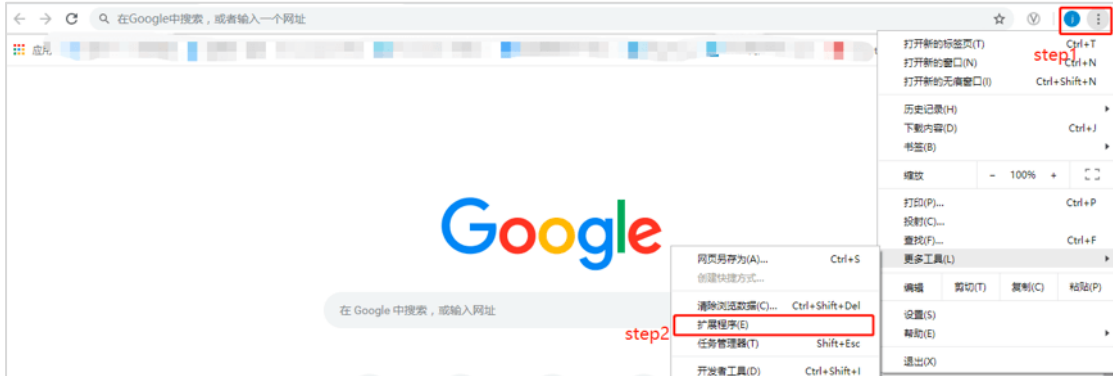 在Google中搜索，或者输入一个网址
应用
step1
打开新的标签页(T) Ctrl+T
打开新的窗口(N) Ctrl+N
打开新的无痕窗口(I) Ctrl+Shift+N
历史记录(H)
下载内容(D) Ctrl+J
书签(B)
缩放 - 100% +
打印(P)... Ctrl+P
投射(C)...
查找(F)... Ctrl+F
更多工具(L)
编辑 剪切(T) 复制(C) 粘贴(P)
设置(S)
帮助(E)
退出(X)
Google
在 Google 中搜索，或输入网址
step2
网页另存为(A)... Ctrl+S
创建快捷方式...
清除浏览数据(C)... Ctrl+Shift+Del
扩展程序(E)
任务管理器(T) Shift+Esc
开发者工具(D) Ctrl+Shift+I